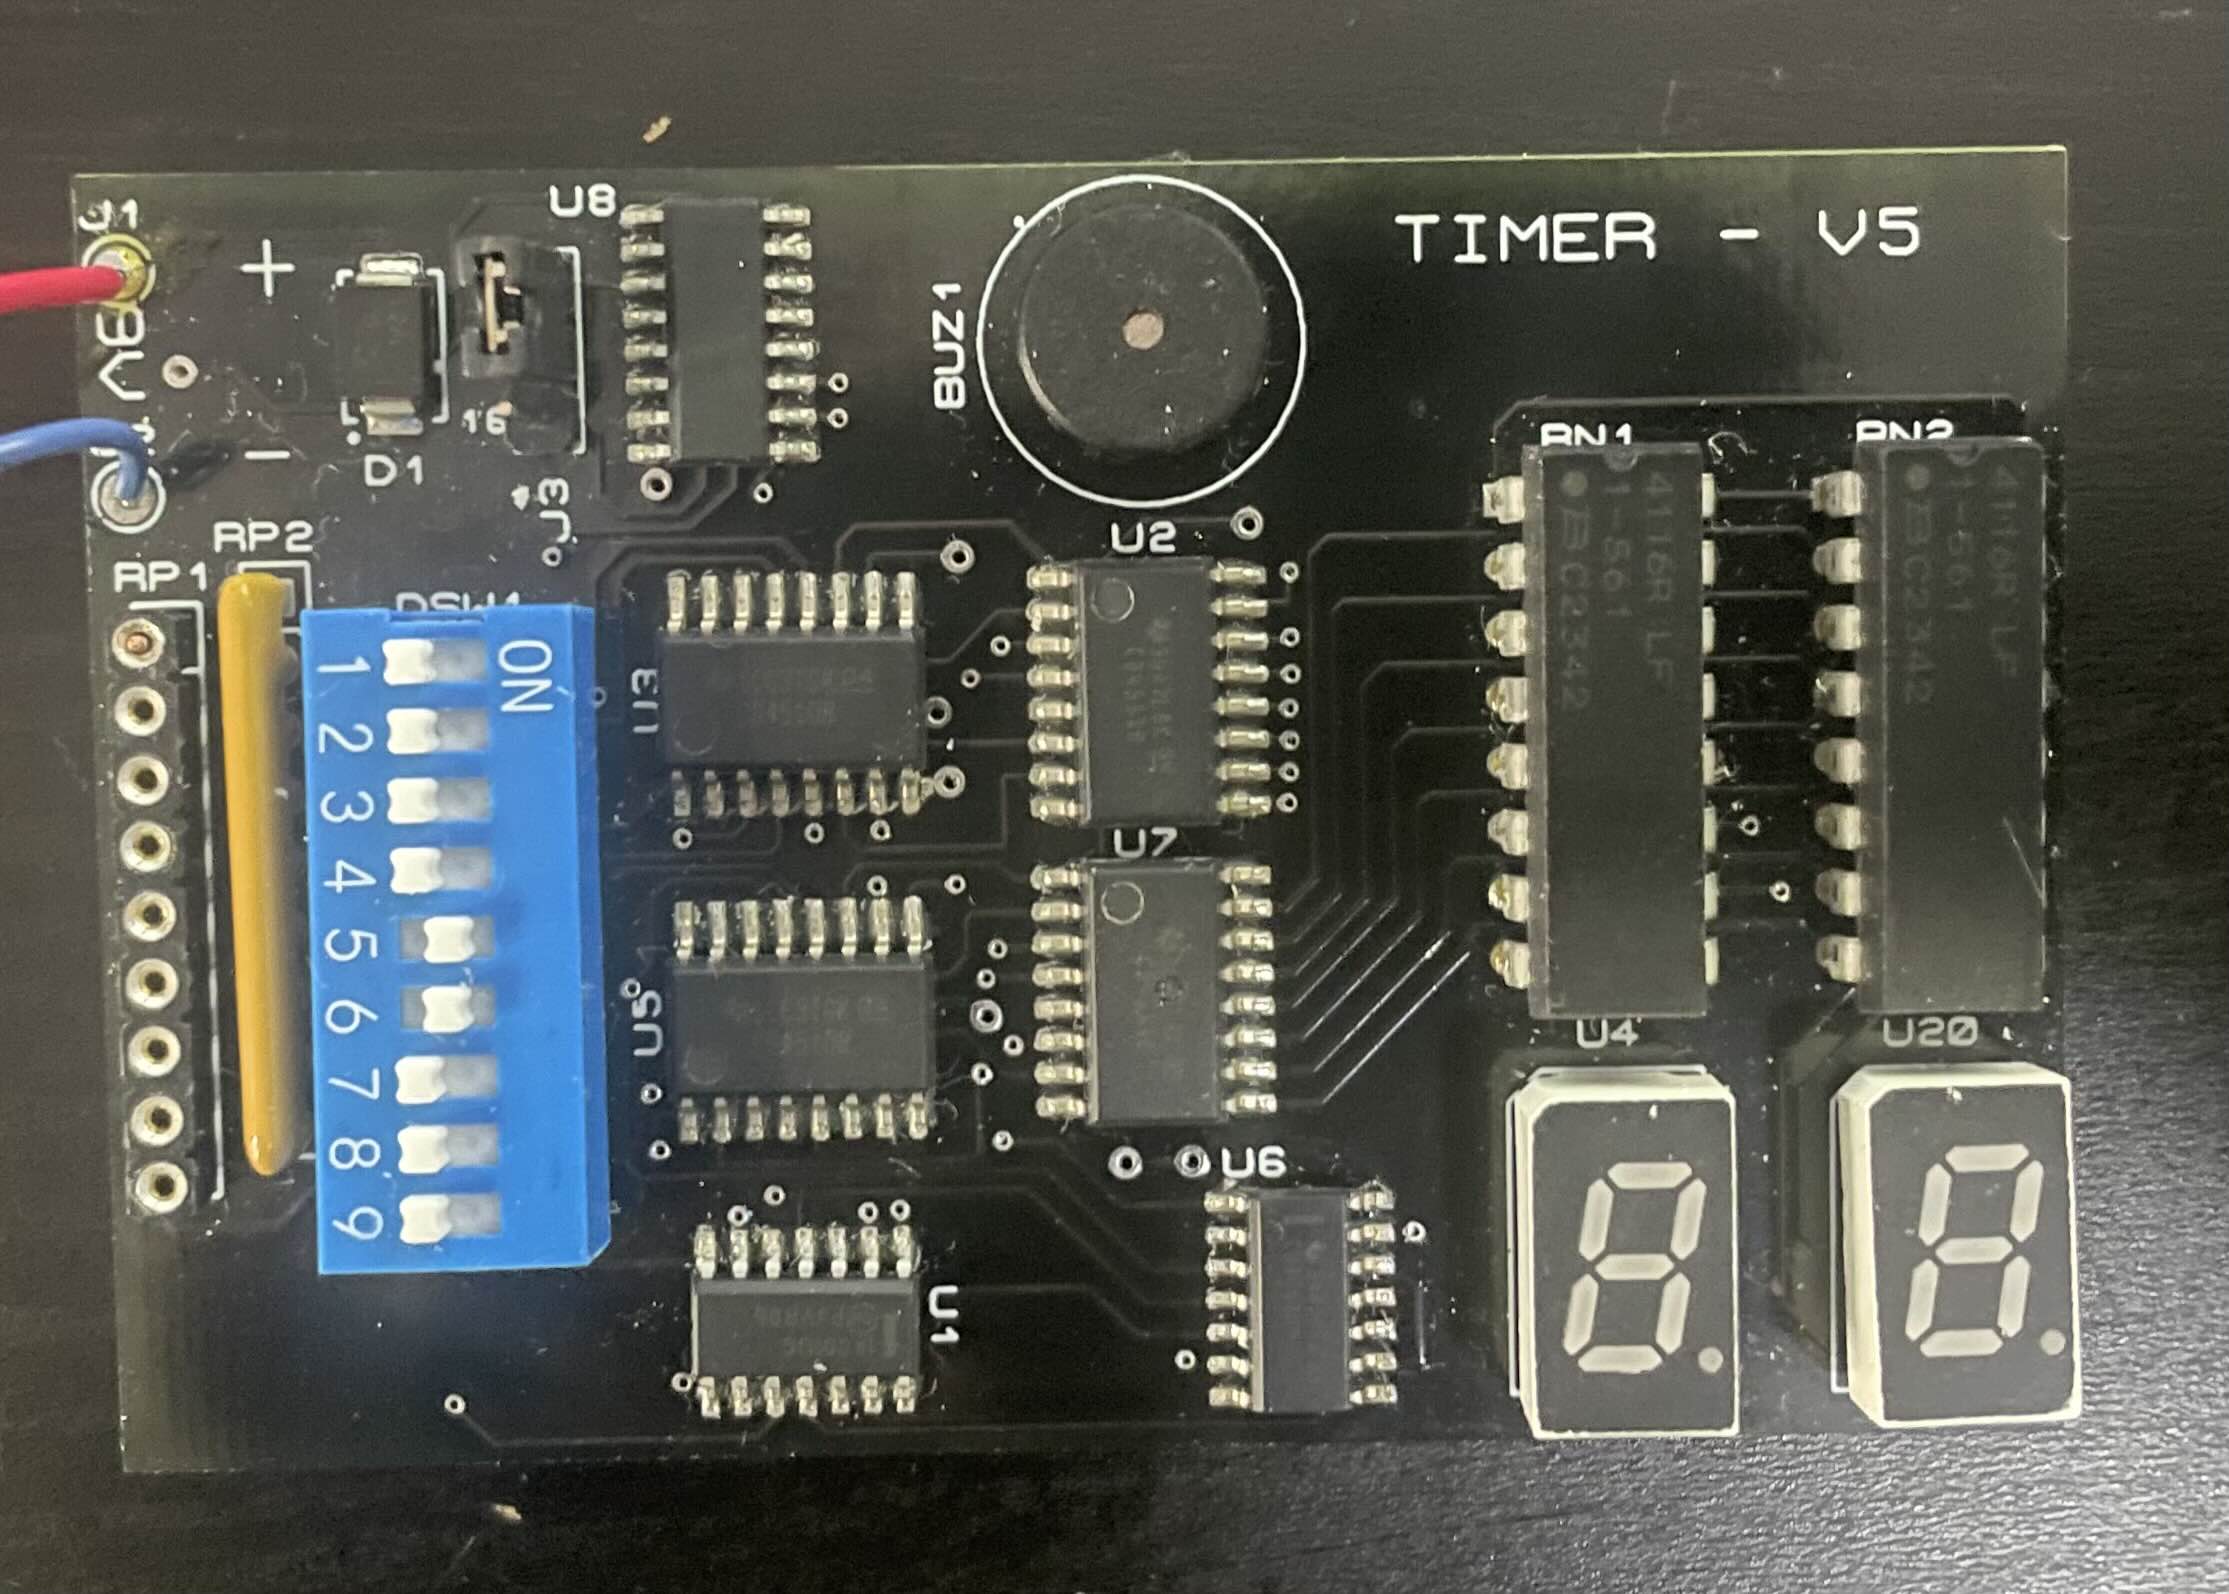 J1
+
9V
-
D1
16
J3
U8
BUZ1
TIMER - V5
RN1
RN2
4116R LF
1-561
C2342
4116R LF
1-561
C2342
RP2
RP1
DSW1
ON
1
2
3
4
5
6
7
8
9
U3
U2
U5
U7
U4
U20
U6
U1